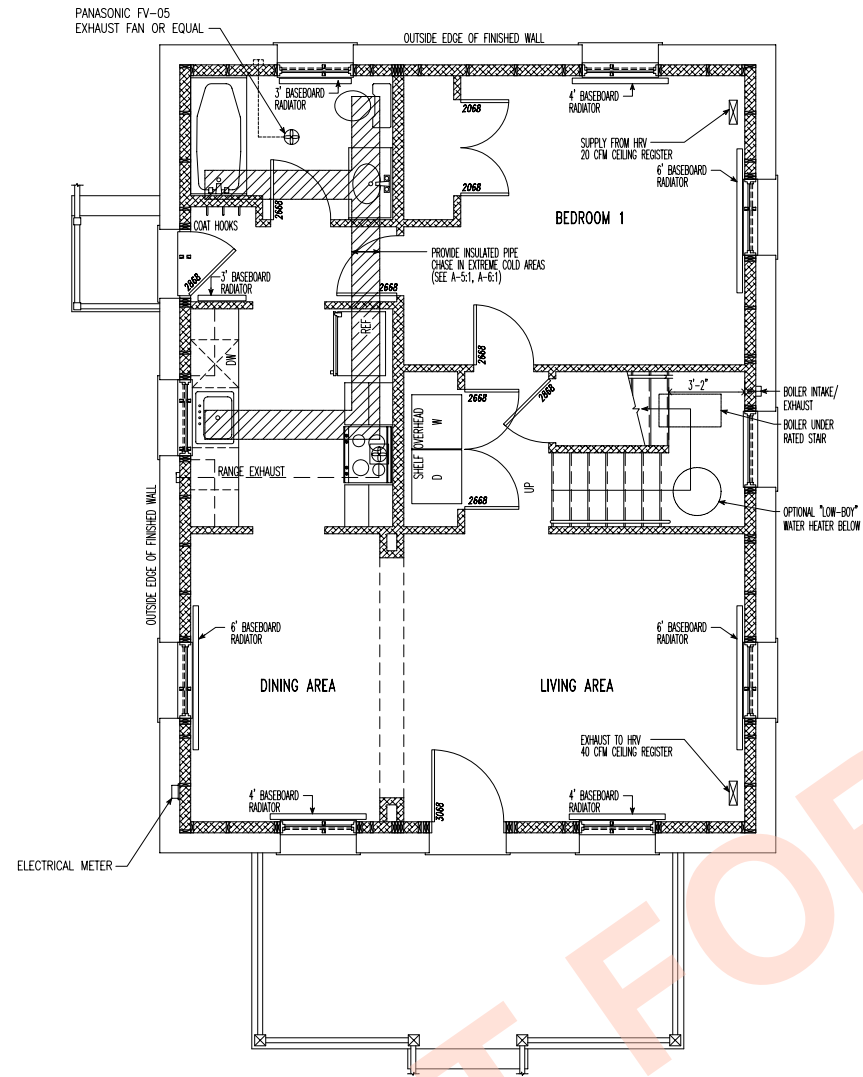 PANASONIC FV-05
EXHAUST FAN OR EQUAL
OUTSIDE EDGE OF FINISHED WALL
3' BASEBOARD
RADIATOR
4' BASEBOARD
RADIATOR
2068
SUPPLY FROM HRV
20 CFM CEILING REGISTER
6' BASEBOARD
RADIATOR
2068
2668
BEDROOM 1
COAT HOOKS
PROVIDE INSULATED PIPE
CHASE IN EXTREME COLD AREAS
(SEE A-5:1, A-6:1)
2868
3' BASEBOARD
RADIATOR
2668
REF
DW
2668
3'-2"
BOILER INTAKE/
EXHAUST
2668
2868
BOILER UNDER
RATED STAIR
SHELF OVERHEAD
W
D
RANGE EXHAUST
UP
2668
OPTIONAL "LOW-BOY"
WATER HEATER BELOW
OUTSIDE EDGE OF FINISHED WALL
6' BASEBOARD
RADIATOR
6' BASEBOARD
RADIATOR
DINING AREA
LIVING AREA
EXHAUST TO HRV
40 CFM CEILING REGISTER
4' BASEBOARD
RADIATOR
3068
4' BASEBOARD
RADIATOR
ELECTRICAL METER
T FOR